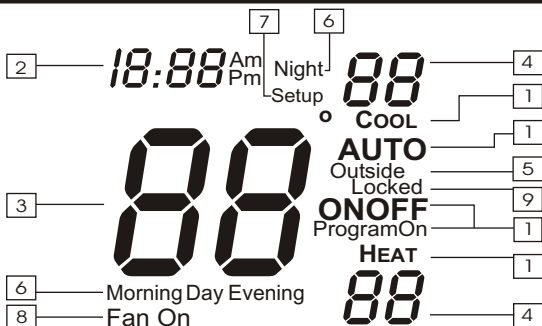 7 6
2 18:88 Am Pm Night 88 4
Setup
° COOL 1
AUTO 1
Outside 5
Locked 9
3 88 ONOFF
ProgramOn 1
HEAT 1
6 Morning Day Evening 88 4
8 Fan On